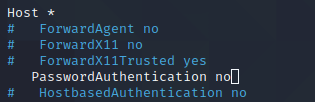 Host *
#   ForwardAgent no
#   ForwardX11 no
#   ForwardX11Trusted yes
    PasswordAuthentication no
#   HostbasedAuthentication no